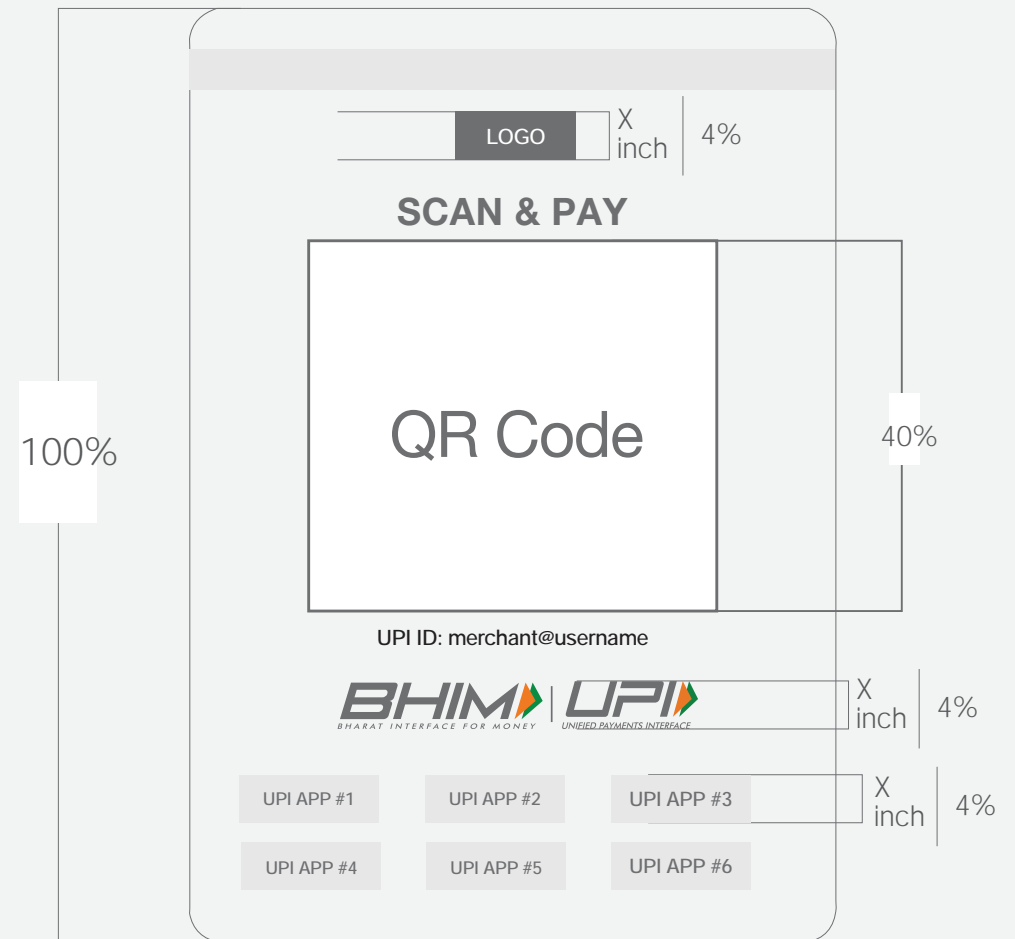 LOGO
X
inch
4%
SCAN & PAY
QR Code
100%
40%
UPI ID: merchant@username
BHIM
BHARAT INTERFACE FOR MONEY
UPI
UNIFIED PAYMENTS INTERFACE
X
inch
4%
UPI APP #1
UPI APP #2
UPI APP #3
X
inch
4%
UPI APP #4
UPI APP #5
UPI APP #6